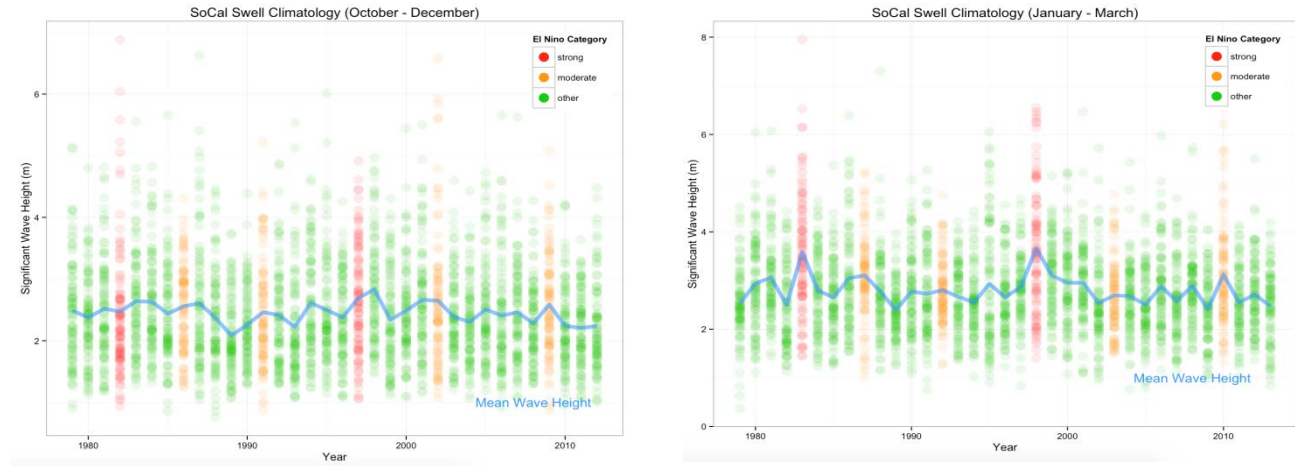 SoCal Swell Climatology (October - December)
El Nino Category
strong
moderate
other
6
4
2
Significant Wave Height (m)
Mean Wave Height
1980
1990
2000
2010
Year
SoCal Swell Climatology (January - March)
El Nino Category
strong
moderate
other
8
6
4
2
0
Significant Wave Height (m)
Mean Wave Height
1980
1990
2000
2010
Year